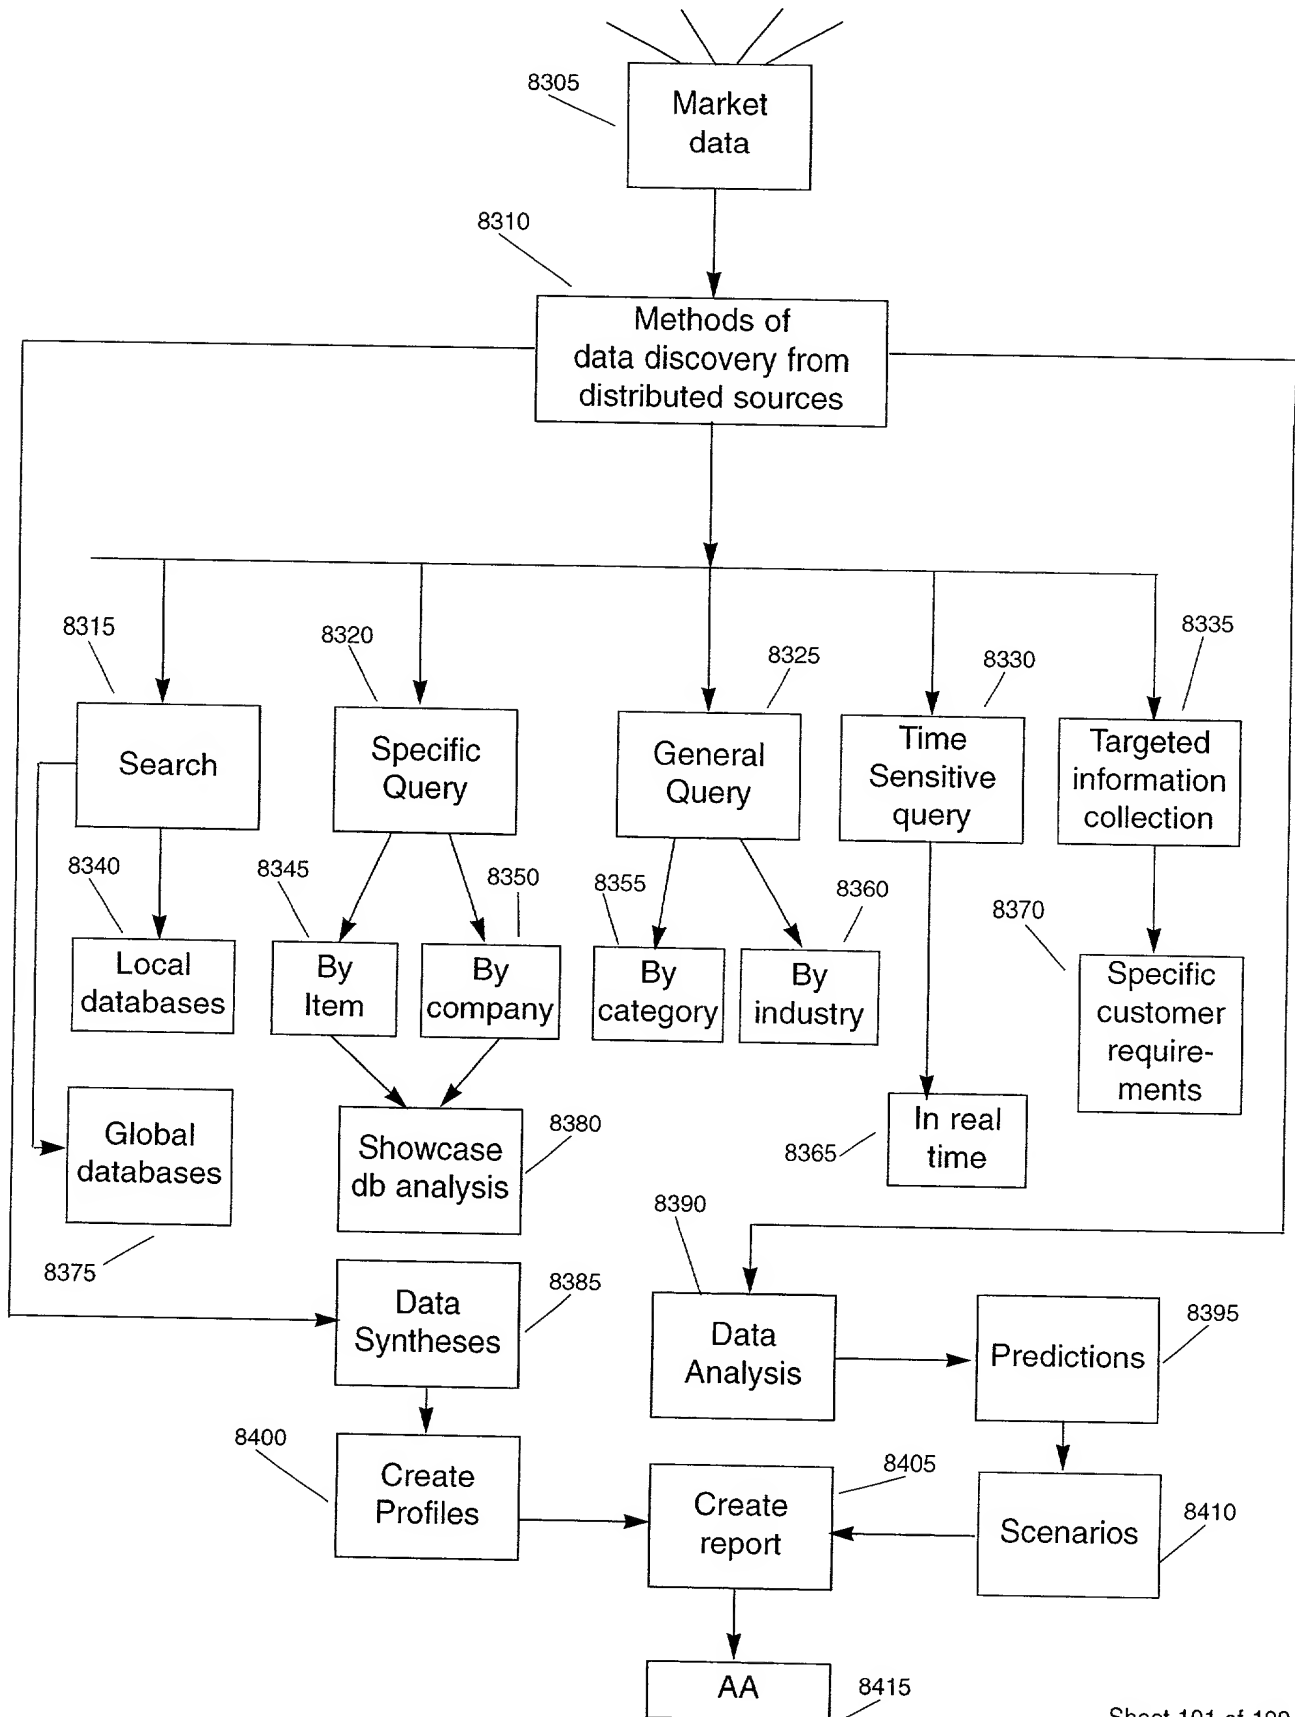 8305
Market
data
8310
Methods of
data discovery from
distributed sources
8315
8320
8325
8330
8335
Search
Specific
Query
General
Query
Time
Sensitive
query
Targeted
information
collection
8340
8345
8350
8355
8360
8370
Local
databases
By
Item
By
company
By
category
By
industry
Specific
customer
require-
ments
Global
databases
8375
Showcase
db analysis
8380
In real
time
8365
8390
Data
Syntheses
8385
Data
Analysis
Predictions
8395
8400
Create
Profiles
Create
report
8405
Scenarios
8410
AA
8415